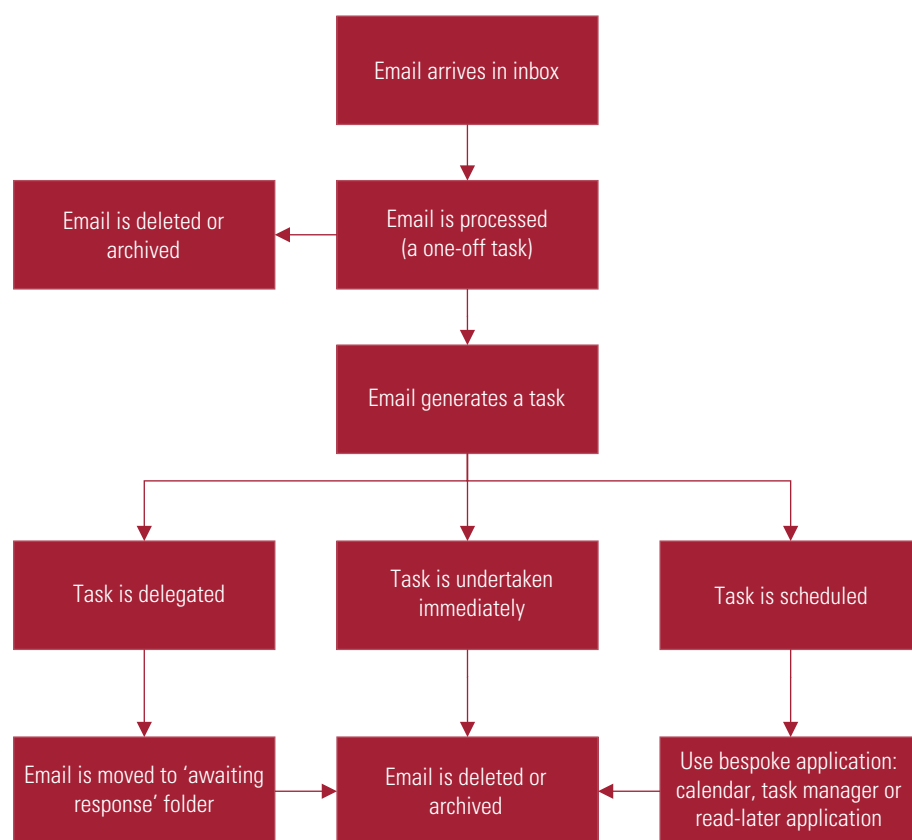 Email arrives in inbox
Email is deleted or
archived
Email is processed
(a one-off task)
Email generates a task
Task is delegated
Task is undertaken
immediately
Task is scheduled
Email is moved to ‘awaiting
response’ folder
Email is deleted or
archived
Use bespoke application:
calendar, task manager or
read-later application